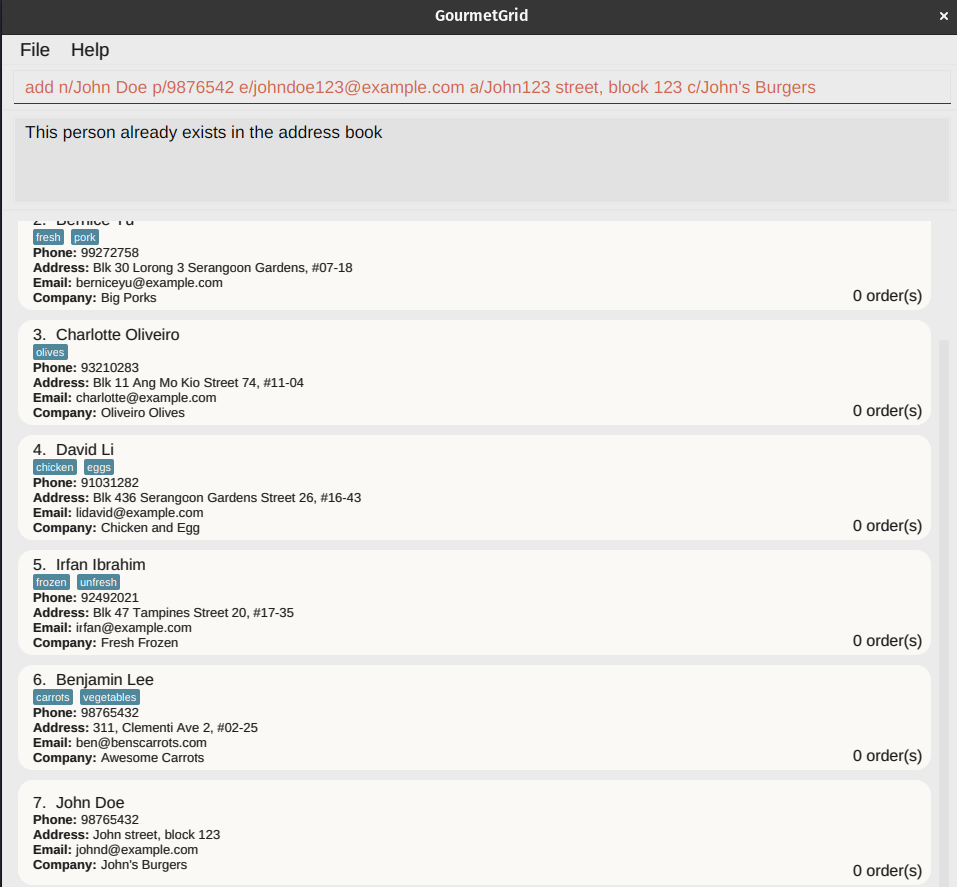 GourmetGrid ×
File Help
add n/John Doe p/9876542 e/johndoe123@example.com a/John123 street, block 123 c/John's Burgers
This person already exists in the address book
2. Bernice Yu
fresh pork
Phone: 99272758
Address: Blk 30 Lorong 3 Serangoon Gardens, #07-18
Email: berniceyu@example.com
Company: Big Porks
0 order(s)
3. Charlotte Oliveiro
olives
Phone: 93210283
Address: Blk 11 Ang Mo Kio Street 74, #11-04
Email: charlotte@example.com
Company: Oliveiro Olives
0 order(s)
4. David Li
chicken eggs
Phone: 91031282
Address: Blk 436 Serangoon Gardens Street 26, #16-43
Email: lidavid@example.com
Company: Chicken and Egg
0 order(s)
5. Irfan Ibrahim
frozen unfresh
Phone: 92492021
Address: Blk 47 Tampines Street 20, #17-35
Email: irfan@example.com
Company: Fresh Frozen
0 order(s)
6. Benjamin Lee
carrots vegetables
Phone: 98765432
Address: 311, Clementi Ave 2, #02-25
Email: ben@benscarrots.com
Company: Awesome Carrots
0 order(s)
7. John Doe
Phone: 98765432
Address: John street, block 123
Email: johnd@example.com
Company: John's Burgers
0 order(s)